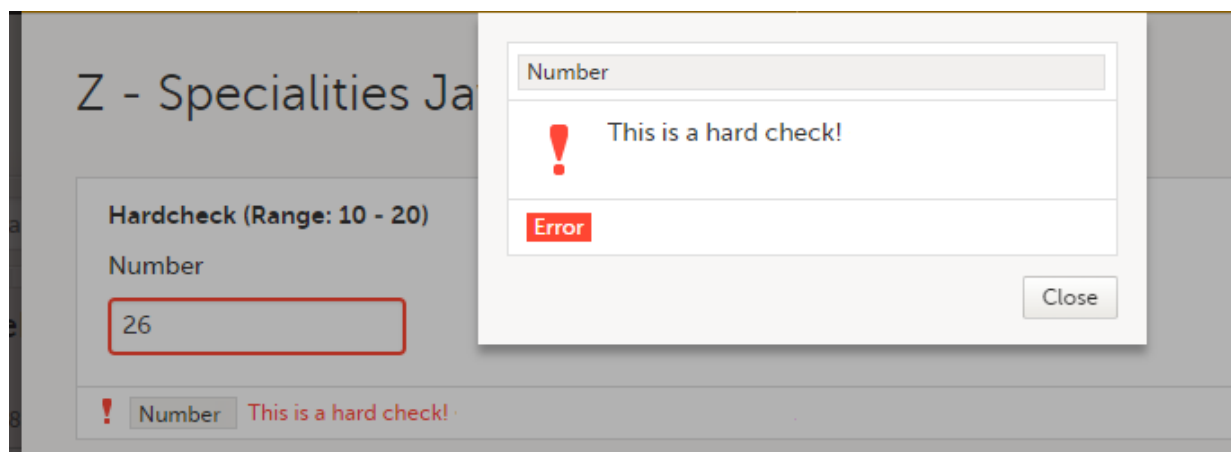 Z - Specialities Ja
Number
This is a hard check!
Error
Close
Hardcheck (Range: 10 - 20)
Number
26
Number This is a hard check!